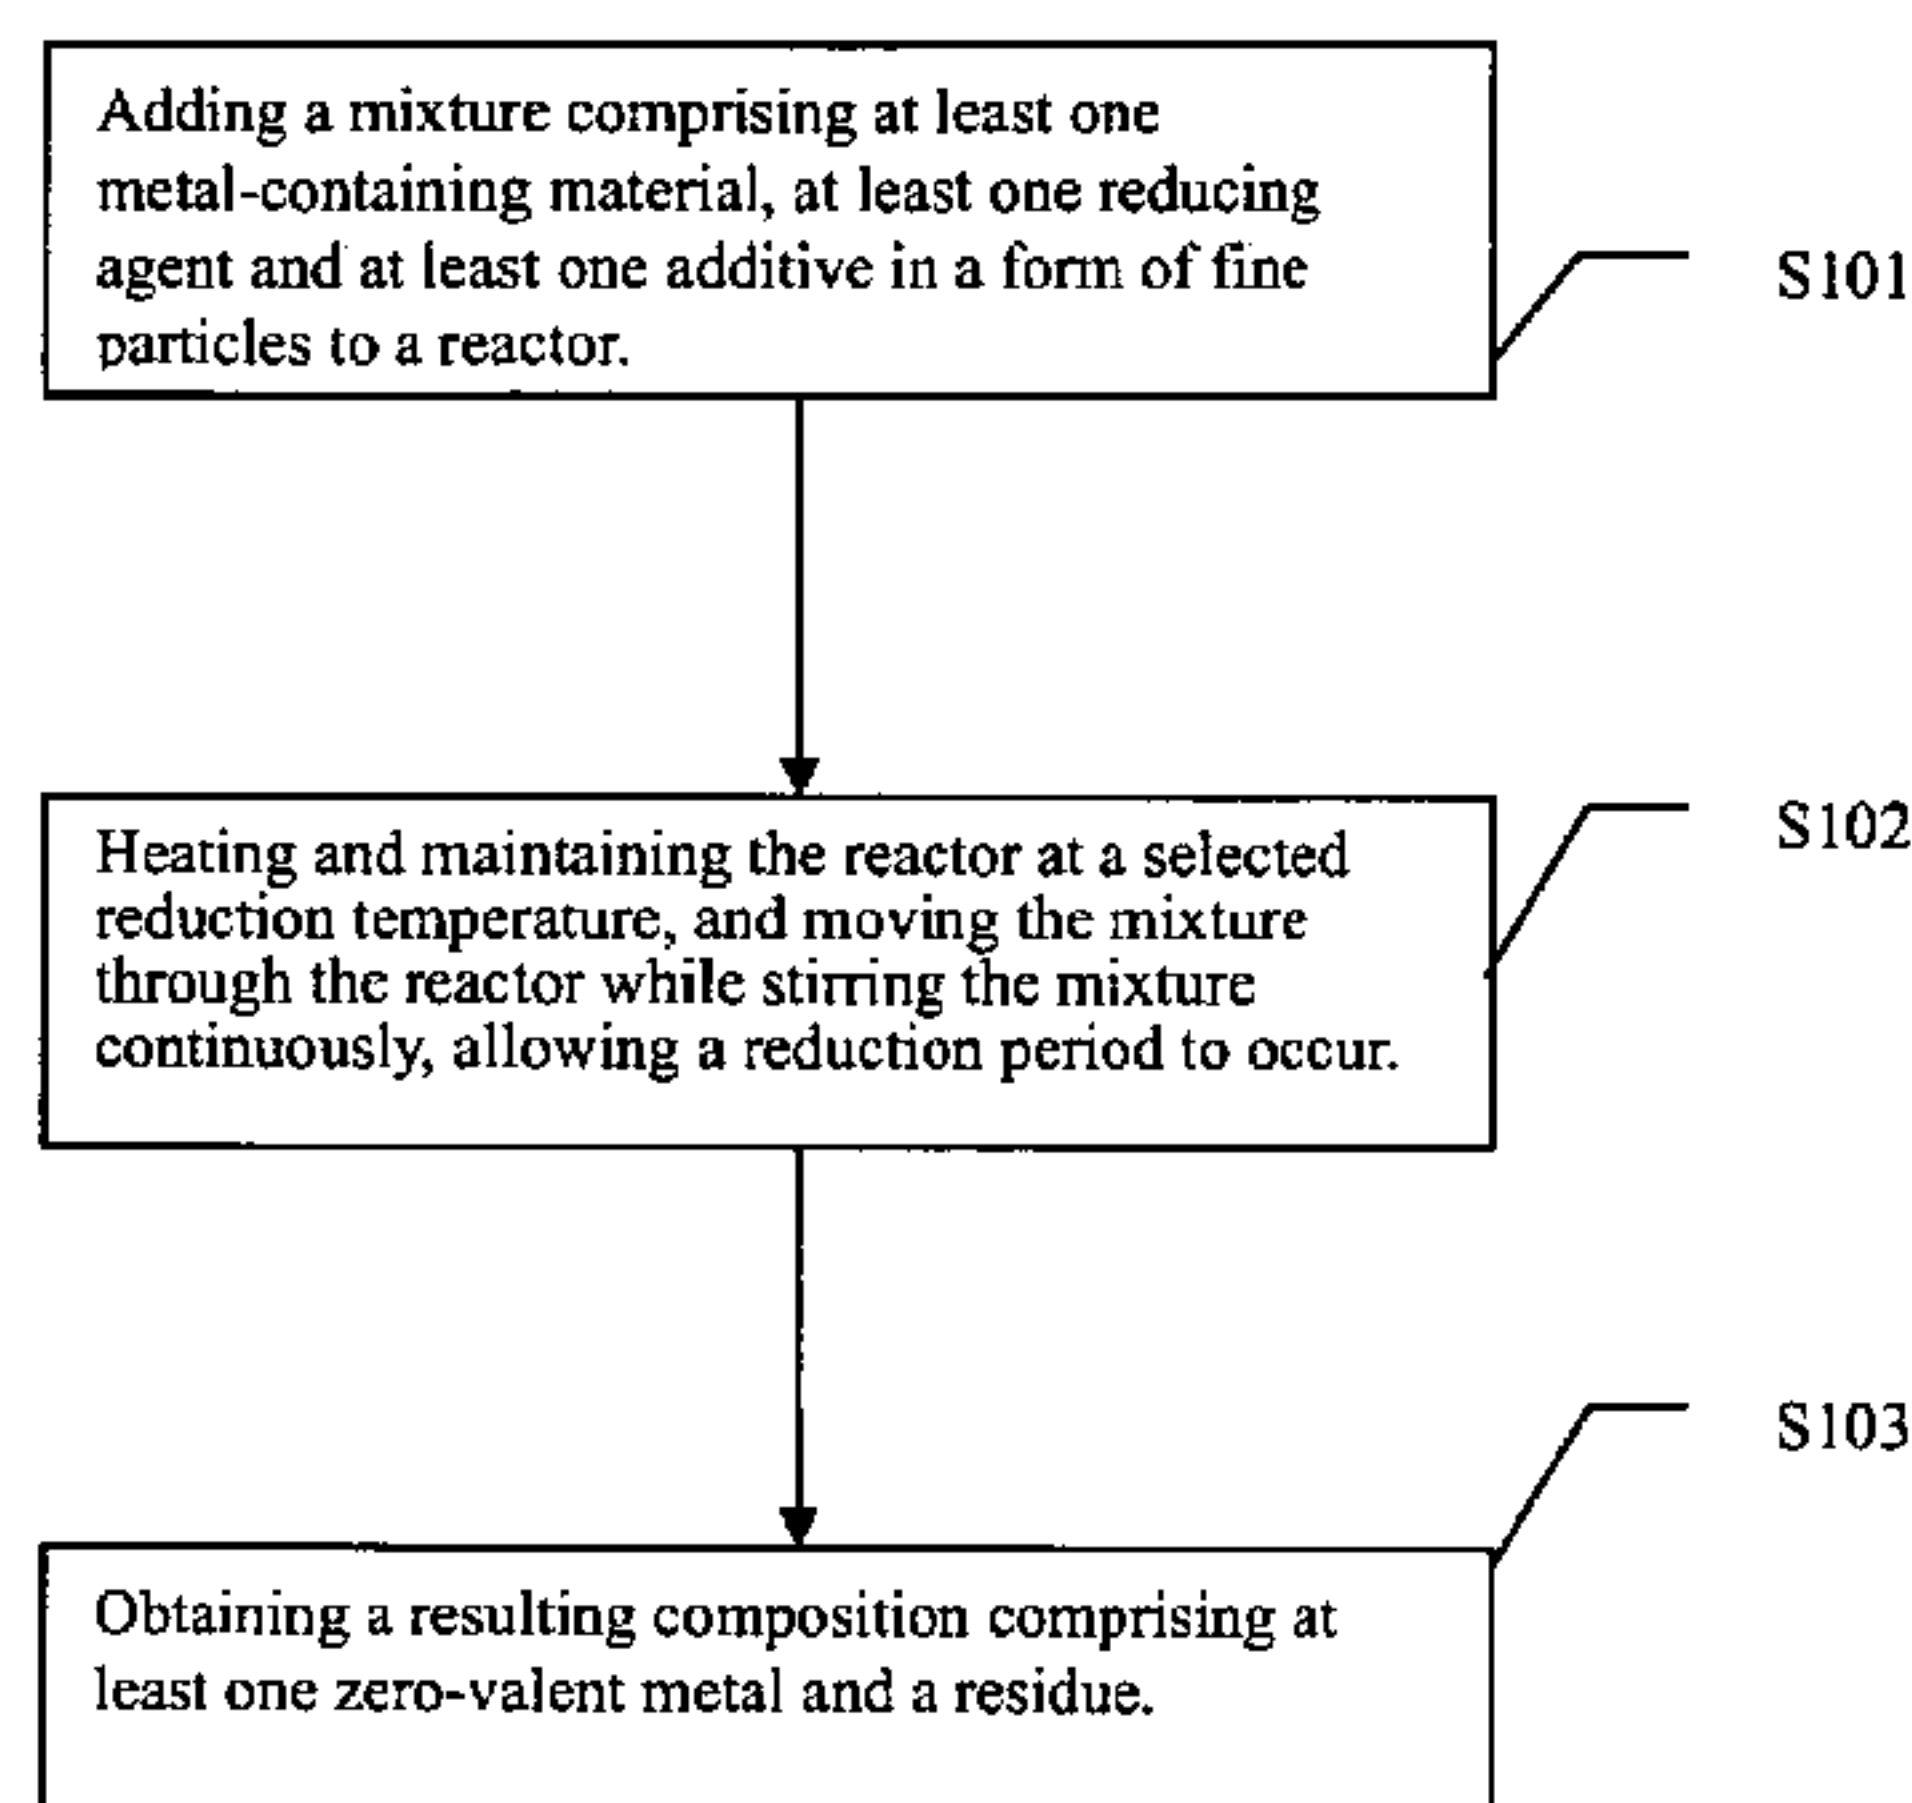 Adding a mixture comprising at least one
metal-containing material, at least one reducing
agent and at least one additive in a form of fine
particles to a reactor.
S101
Heating and maintaining the reactor at a selected
reduction temperature, and moving the mixture
through the reactor while stirring the mixture
continuously, allowing a reduction period to occur.
S102
Obtaining a resulting composition comprising at
least one zero-valent metal and a residue.
S103